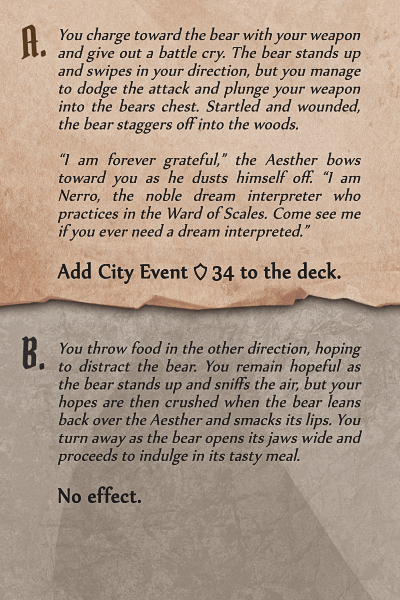 A.
You charge toward the bear with your weapon
and give out a battle cry. The bear stands up
and swipes in your direction, but you manage
to dodge the attack and plunge your weapon
into the bears chest. Startled and wounded,
the bear staggers off into the woods.
“I am forever grateful,” the Aesther bows
toward you as he dusts himself off. “I am
Nerro, the noble dream interpreter who
practices in the Ward of Scales. Come see me
if you ever need a dream interpreted.”
Add City Event 34 to the deck.
B.
You throw food in the other direction, hoping
to distract the bear. You remain hopeful as
the bear stands up and sniffs the air, but your
hopes are then crushed when the bear leans
back over the Aesther and smacks its lips. You
turn away as the bear opens its jaws wide and
proceeds to indulge in its tasty meal.
No effect.